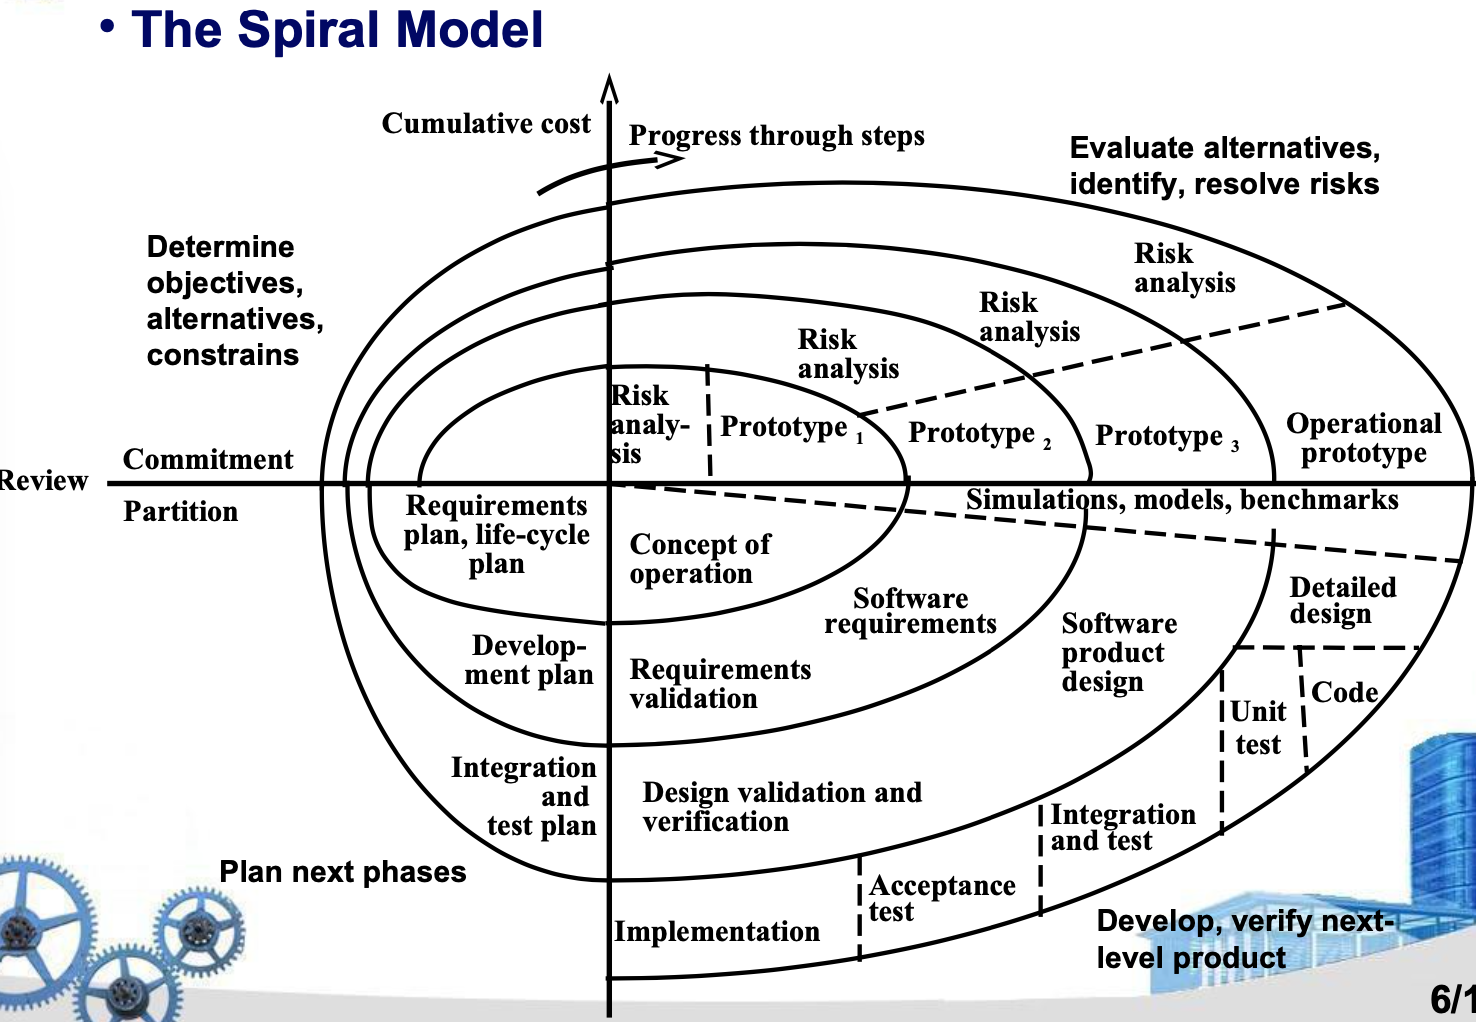 • The Spiral Model
Cumulative cost
Progress through steps
Evaluate alternatives,
identify, resolve risks
Determine
objectives,
alternatives,
constrains
Risk
analysis
Risk
analysis
Risk
analysis
Risk
analy-
sis
Prototype 1
Prototype 2
Prototype 3
Operational
prototype
Commitment
Review
Partition
Simulations, models, benchmarks
Requirements
plan, life-cycle
plan
Concept of
operation
Software
requirements
Detailed
design
Software
product
design
Develop-
ment plan
Requirements
validation
Code
Unit
test
Integration
and
test plan
Design validation and
verification
Integration
and test
Plan next phases
Acceptance
test
Implementation
Develop, verify next-
level product
6/1